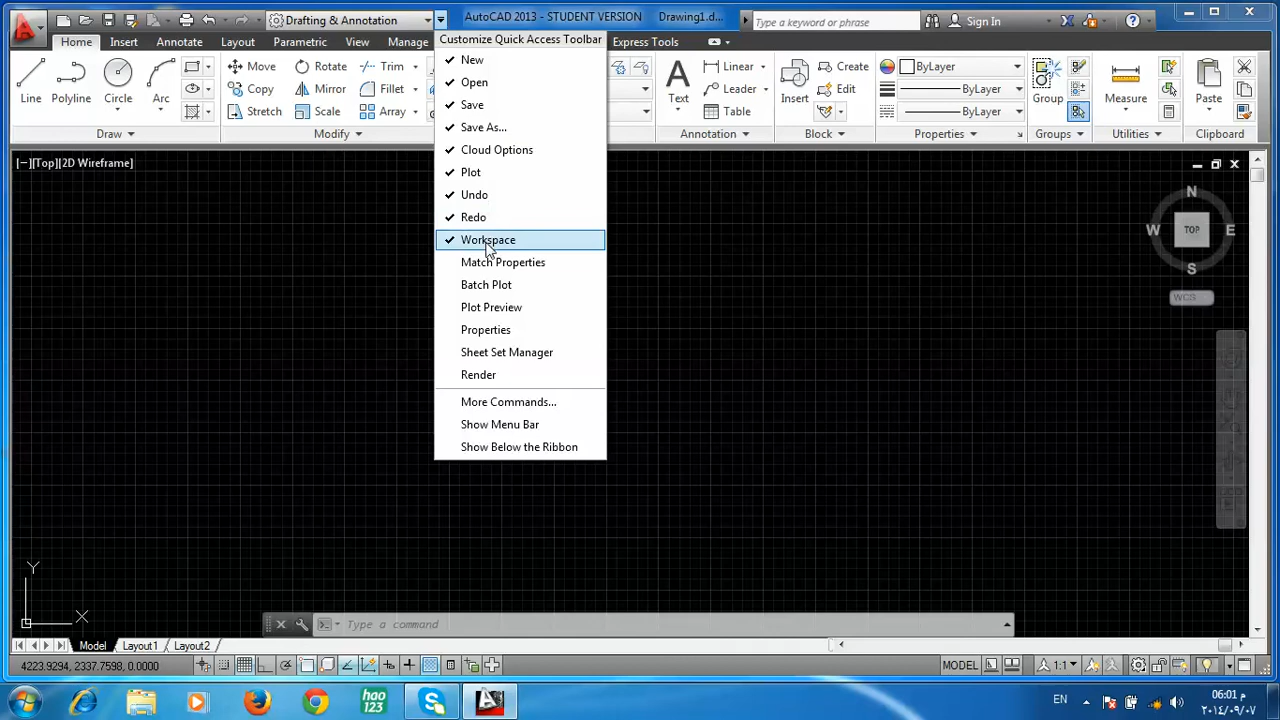 Drafting & Annotation
AutoCAD 2013 - STUDENT VERSION Drawing1.d...
Type a keyword or phrase
Sign In
Home Insert Annotate Layout Parametric View Manage Express Tools
Customize Quick Access Toolbar
New
Open
Save
Save As...
Cloud Options
Plot
Undo
Redo
Workspace
Match Properties
Batch Plot
Plot Preview
Properties
Sheet Set Manager
Render
More Commands...
Show Menu Bar
Show Below the Ribbon
Line Polyline Circle Arc
Draw
Move Rotate Trim
Copy Mirror Fillet
Stretch Scale Array
Modify
Text
Linear
Leader
Table
Annotation
Insert
Create
Edit
Block
ByLayer
ByLayer
ByLayer
Properties
Group
Groups
Measure
Utilities
Paste
Clipboard
[−][Top][2D Wireframe]
N
W TOP E
S
WCS
Y
X
Type a command
Model Layout1 Layout2
4223.9294, 2337.7598, 0.0000
MODEL
1:1
hao
123
EN
06:01 م
٢٠١٤/٠٩/٠٧